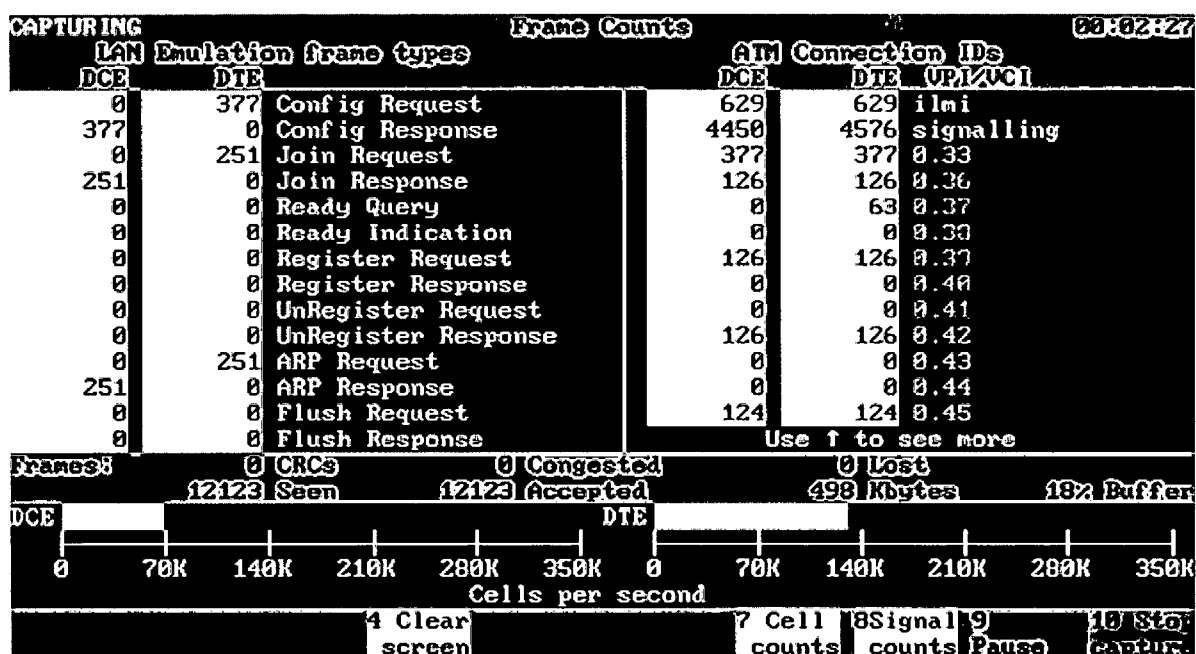 CAPTURING Frame Counts 00:02:27
LAN Emulation frame types ATM Connection IDs
DCE DTE DCE DTE VPI/VCI
0 377 Config Request 629 629 ilmi
377 0 Config Response 4450 4576 signalling
0 251 Join Request 377 377 0.33
251 0 Join Response 126 126 0.36
0 0 Ready Query 0 63 0.37
0 0 Ready Indication 0 0 0.38
0 0 Register Request 126 126 0.39
0 0 Register Response 0 0 0.40
0 0 UnRegister Request 0 0 0.41
0 0 UnRegister Response 126 126 0.42
0 251 ARP Request 0 0 0.43
251 0 ARP Response 0 0 0.44
0 0 Flush Request 124 124 0.45
0 0 Flush Response Use ↑ to see more
Frames: 0 CRCs 0 Congested 0 Lost
12123 Seen 12123 Accepted 498 Kbytes 18% Buffer
DCE DTE
0 70K 140K 210K 280K 350K 0 70K 140K 210K 280K 350K
Cells per second
4 Clear 7 Cell 8Signal 9 10 Stop
screen counts counts Pause capture